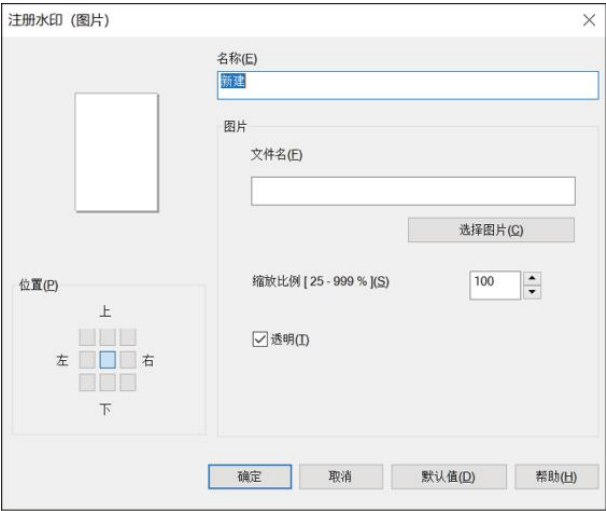 注册水印（图片）
名称(E)
新建
图片
文件名(F)
选择图片(C)
缩放比例 [ 25 - 999 % ](S)
100
透明(T)
位置(P)
上
左
右
下
确定
取消
默认值(D)
帮助(H)